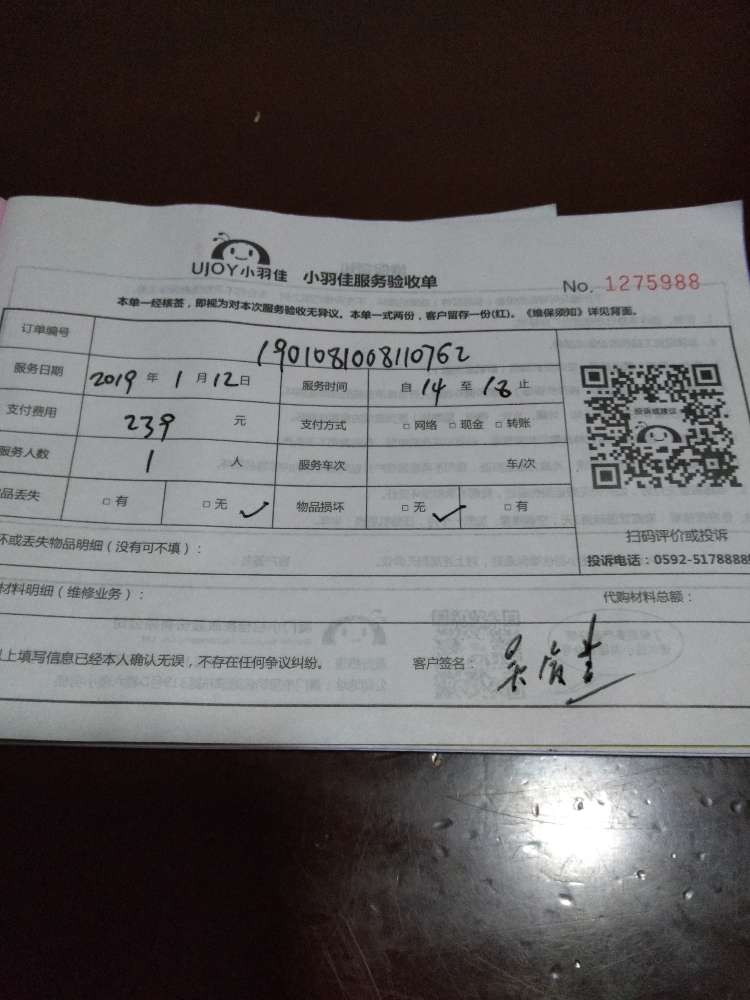 UJOY小羽佳 小羽佳服务验收单 No. 1275988
本单一经核签，即视为对本次服务验收无异议。本单一式两份，客户留存一份(红)。《维保须知》详见背面。
订单编号 1901081008110762
服务日期 2019 年 1 月 12 日 服务时间 自 14 至 18 止
支付费用 239 元 支付方式 □ 网络 □ 现金 □ 转账
服务人数 1 人 服务车次 车/次
品丢失 □ 有 □ 无 ✓ 物品损坏 □ 无 ✓ □ 有
投诉或建议
扫码评价或投诉
投诉电话：0592-5178888
坏或丢失物品明细（没有可不填）：
材料明细（维修业务）： 代购材料总额：
上填写信息已经本人确认无误，不存在任何争议纠纷。 客户签名：